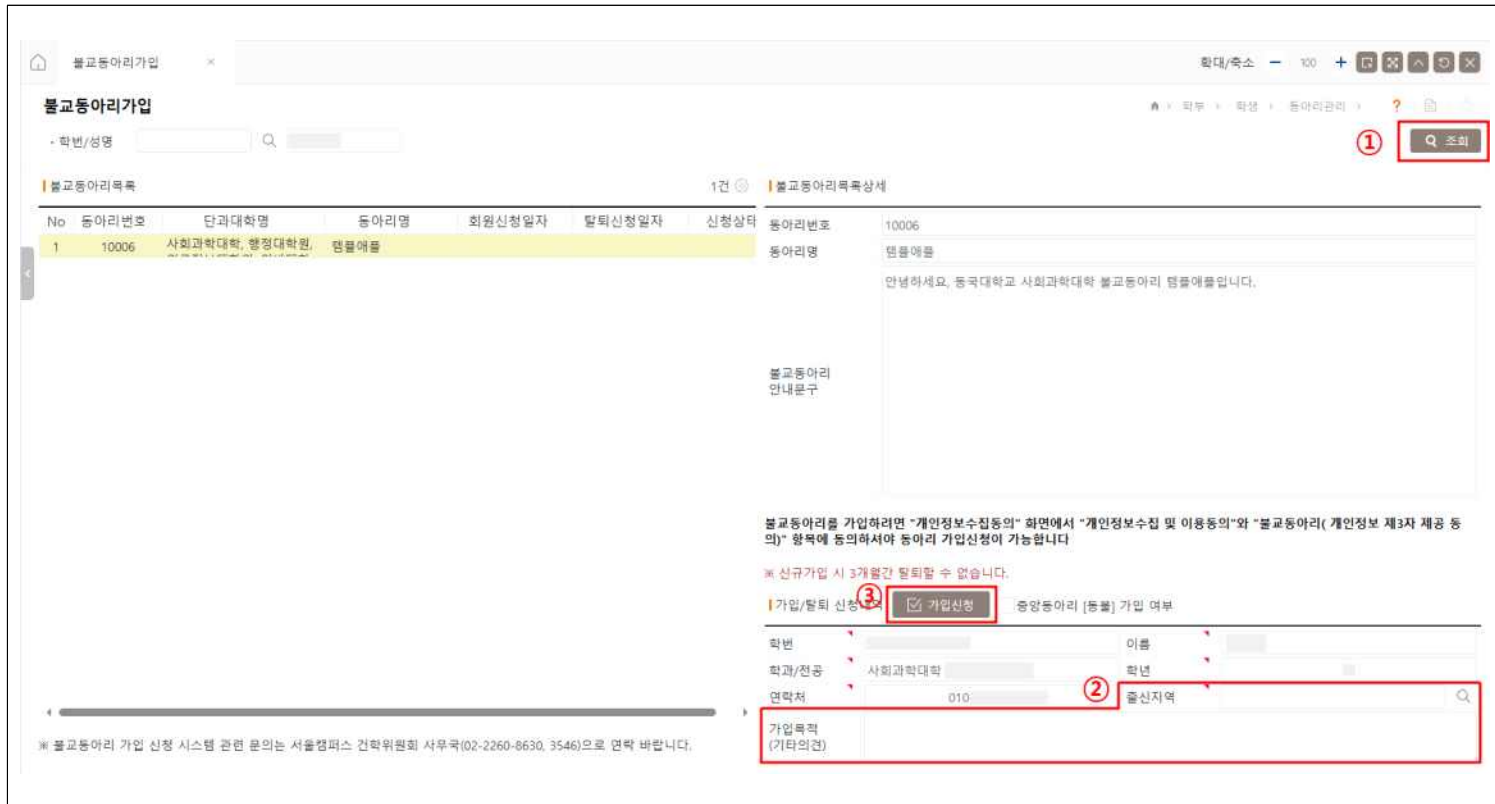 불교동아리가입 ×
확대/축소 − 100 +
불교동아리가입
학부 > 학생 > 동아리관리 > ?
• 학번/성명
① 조회
불교동아리목록 1건
불교동아리목록상세
No 동아리번호 단과대학명 동아리명 회원신청일자 탈퇴신청일자 신청상태
1 10006 사회과학대학, 행정대학원, 템플애플
동아리번호 10006
동아리명 템플애플
불교동아리
안내문구
안녕하세요, 동국대학교 사회과학대학 불교동아리 템플애플입니다.
불교동아리를 가입하려면 "개인정보수집동의" 화면에서 "개인정보수집 및 이용동의"와 "불교동아리( 개인정보 제3자 제공 동
의)" 항목에 동의하셔야 동아리 가입신청이 가능합니다
※ 신규가입 시 3개월간 탈퇴할 수 없습니다.
가입/탈퇴 신청내역 ③ 가입신청 중앙동아리 [동불] 가입 여부
학번 이름
학과/전공 사회과학대학 학년
연락처 010 ② 출신지역
가입목적
(기타의견)
※ 불교동아리 가입 신청 시스템 관련 문의는 서울캠퍼스 건학위원회 사무국(02-2260-8630, 3546)으로 연락 바랍니다.